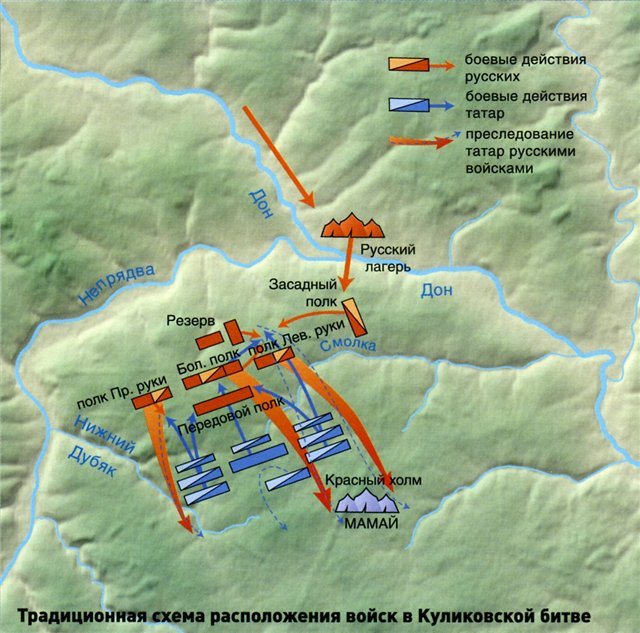 боевые действия
русских
боевые действия
татар
преследование
татар русскими
войсками
Дон
Русский
лагерь
Непрядва
Засадный
полк
Дон
Резерв
Смолка
полк Лев. руки
Бол. полк
полк Пр. руки
Передовой полк
Нижний
Дубяк
Красный холм
МАМАЙ
Традиционная схема расположения войск в Куликовской битве